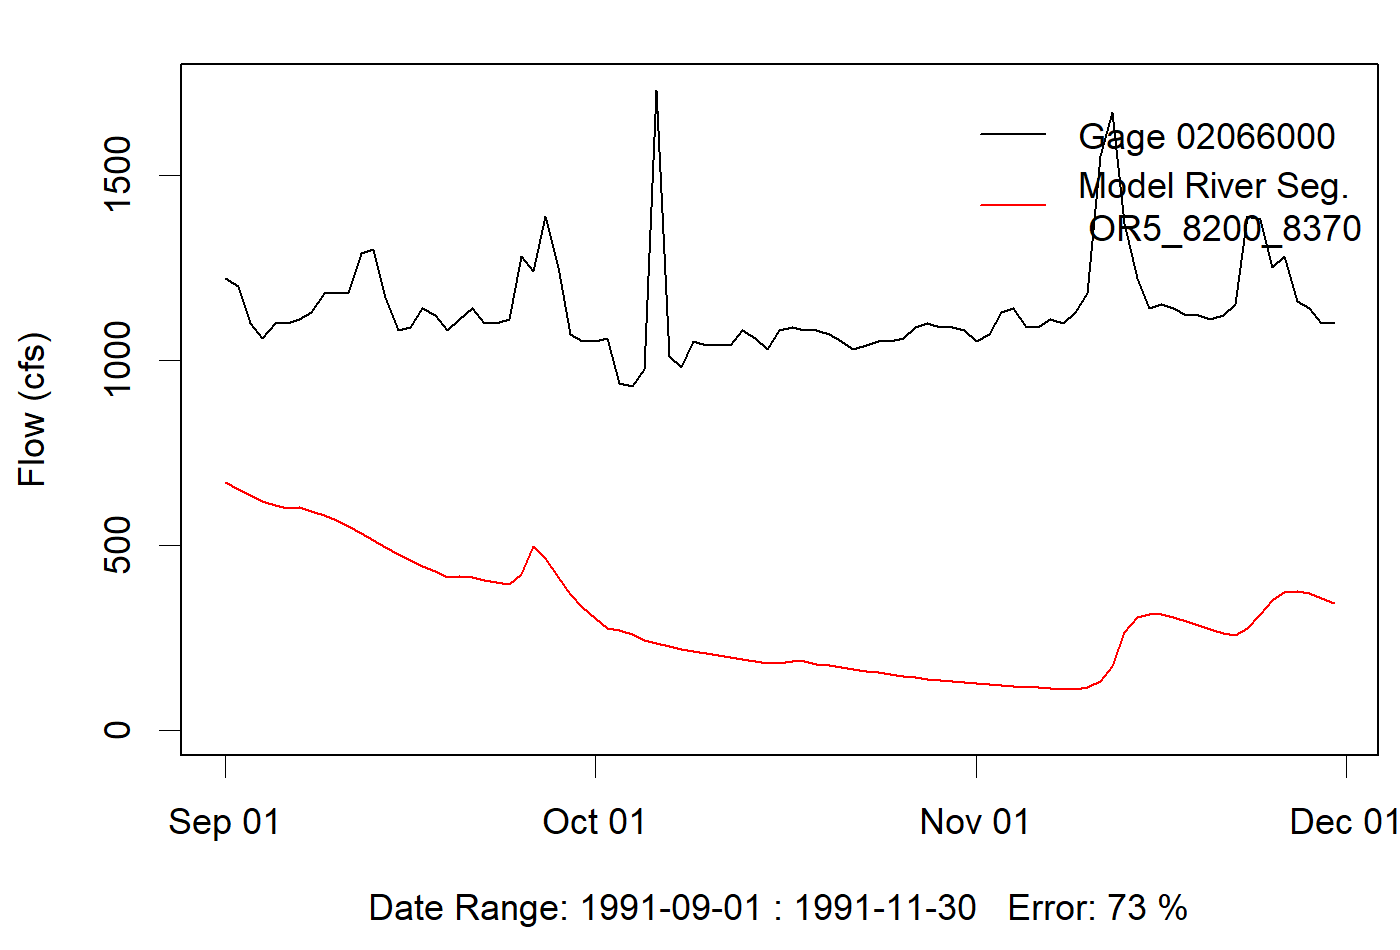 Gage 02066000
Model River Seg.
OR5_8200_8370
Flow (cfs)
1500
1000
500
0
Sep 01
Oct 01
Nov 01
Dec 01
Date Range: 1991-09-01 : 1991-11-30   Error: 73 %